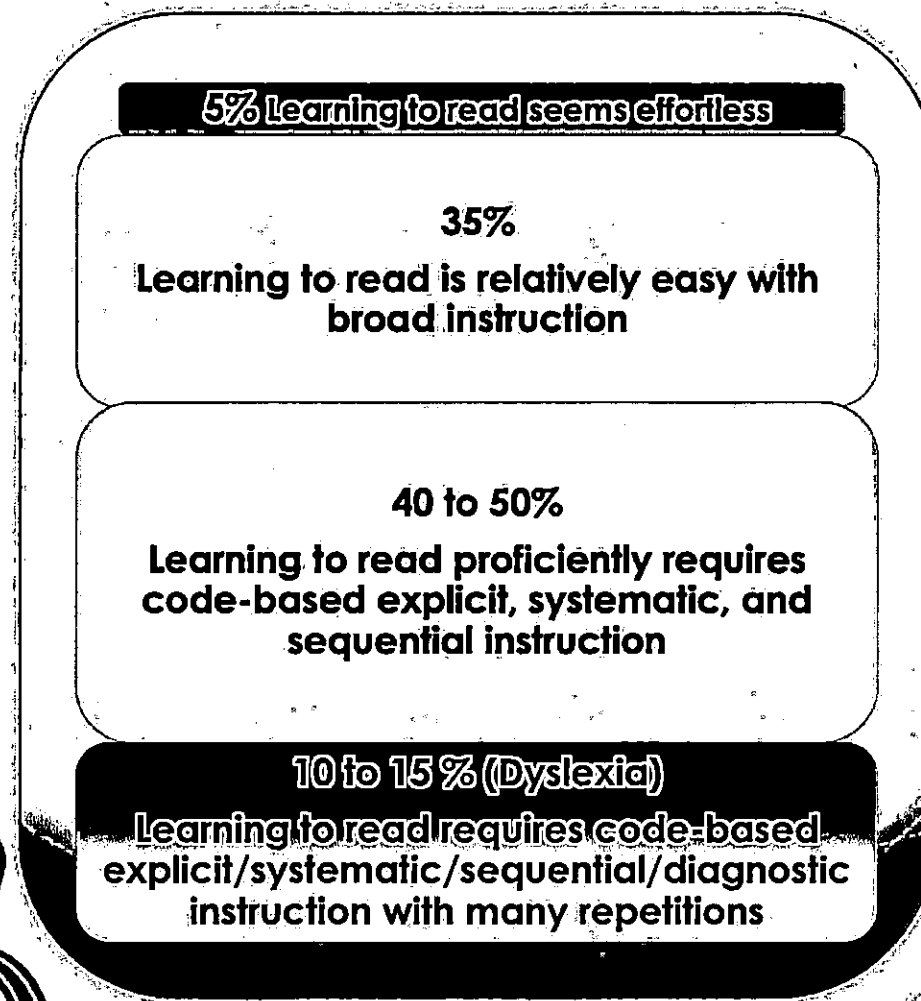 5% Learning to read seems effortless
35%
Learning to read is relatively easy with
broad instruction
40 to 50%
Learning to read proficiently requires
code-based explicit, systematic, and
sequential instruction
10 to 15 % (Dyslexia)
Learning to read requires code-based
explicit/systematic/sequential/diagnostic
instruction with many repetitions